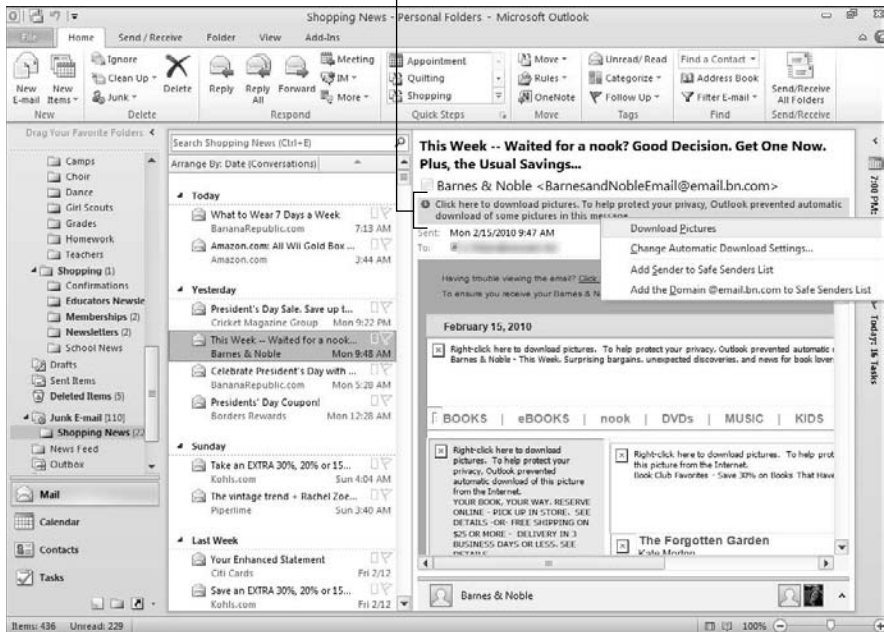 Shopping News - Personal Folders - Microsoft Outlook
File Home Send / Receive Folder View Add-Ins
New E-mail
New Items
New
Ignore
Clean Up
Junk
Delete
Delete
Reply
Reply All
Forward
Meeting
IM
More
Respond
Appointment
Quitting
Shopping
Quick Steps
Move
Rules
OneNote
Move
Unread/ Read
Categorize
Follow Up
Tags
Find a Contact
Address Book
Filter E-mail
Find
Send/Receive All Folders
Send/Receive
Drag Your Favorite Folders
Camps
Choir
Dance
Girl Scouts
Grades
Homework
Teachers
Shopping (1)
Confirmations
Educators Newsle
Memberships (2)
Newsletters (2)
School News
Drafts
Sent Items
Deleted Items (5)
Junk E-mail [110]
Shopping News (22
News Feed
Outbox
Mail
Calendar
Contacts
Tasks
Search Shopping News (Ctrl+E)
Arrange By: Date (Conversations)
Today
What to Wear 7 Days a Week
BananaRepublic.com 7:13 AM
Amazon.com: All Wii Gold Box ...
Amazon.com 3:44 AM
Yesterday
President's Day Sale. Save up t...
Cricket Magazine Group Mon 9:22 PM
This Week -- Waited for a nook...
Barnes & Noble Mon 9:48 AM
Celebrate President's Day with ...
BananaRepublic.com Mon 5:28 AM
Presidents' Day Coupon!
Borders Rewards Mon 12:28 AM
Sunday
Take an EXTRA 30%, 20% or 15...
Kohls.com Sun 4:04 AM
The vintage trend + Rachel Zoe...
Piperlime Sun 3:40 AM
Last Week
Your Enhanced Statement
Citi Cards Fri 2/12
Save an EXTRA 30%, 20% or 15...
Kohls.com Fri 2/12
This Week -- Waited for a nook? Good Decision. Get One Now.
Plus, the Usual Savings...
Barnes & Noble <BarnesandNobleEmail@email.bn.com>
Click here to download pictures. To help protect your privacy, Outlook prevented automatic
download of some pictures in this message.
Sent: Mon 2/15/2010 9:47 AM
To:
Download Pictures
Change Automatic Download Settings...
Add Sender to Safe Senders List
Add the Domain @email.bn.com to Safe Senders List
Having trouble viewing the email? Click
To ensure you receive your Barnes & N
February 15, 2010
Right-click here to download pictures. To help protect your privacy, Outlook prevented automatic
Barnes & Noble - This Week. Surprising bargains, unexpected discoveries, and news for book lover
BOOKS | eBOOKS | nook | DVDs | MUSIC | KIDS
Right-click here to download
pictures. To help protect your
privacy, Outlook prevented
automatic download of this picture
from the Internet.
YOUR BOOK, YOUR WAY. RESERVE
ONLINE - PICK UP IN STORE. SEE
DETAILS -OR- FREE SHIPPING ON
$25 OR MORE - DELIVERY IN 3
BUSINESS DAYS OR LESS. SEE
DETAILS
Right-click here to download pictures. To help prot
this picture from the Internet.
Book Club Favorites - Save 30% on Books That Have
The Forgotten Garden
Kate Morton
Barnes & Noble
7:00 PM:
Today: 16 Tasks
Items: 436 Unread: 229
100%